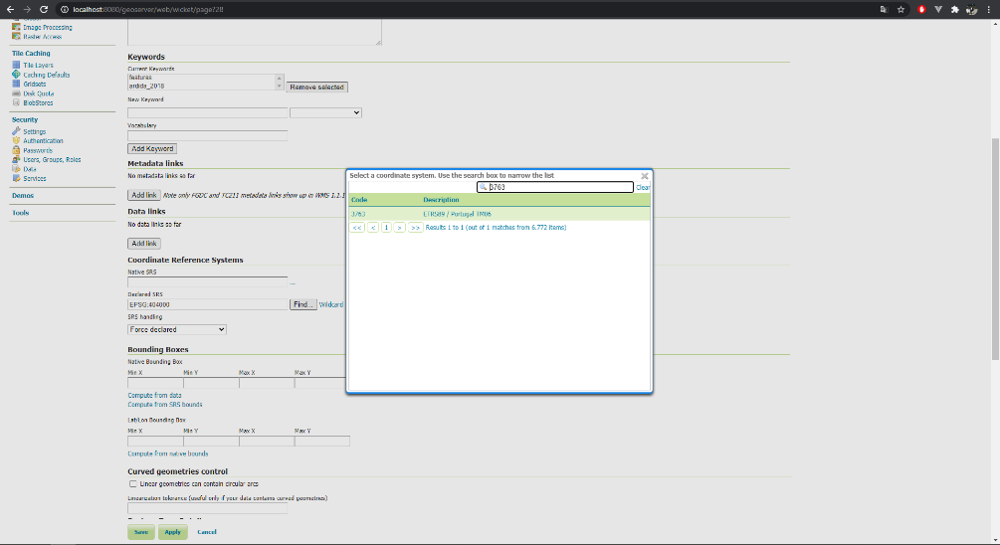 localhost:8080/geoserver/web/wicket/page?28
Image Processing
Raster Access
Tile Caching
Tile Layers
Caching Defaults
Gridsets
Disk Quota
BlobStores
Security
Settings
Authentication
Passwords
Users, Groups, Roles
Data
Services
Demos
Tools
Keywords
Current Keywords
features
ardida_2018
Remove selected
New Keyword
Vocabulary
Add Keyword
Metadata links
No metadata links so far
Add link Note only FGDC and TC211 metadata links show up in WMS 1.1.1
Data links
No data links so far
Add link
Coordinate Reference Systems
Native SRS
...
Declared SRS
EPSG:404000 Find... Wildcard
SRS handling
Force declared
Bounding Boxes
Native Bounding Box
Min X Min Y Max X Max Y
Compute from data
Compute from SRS bounds
Lat/Lon Bounding Box
Min X Min Y Max X Max Y
Compute from native bounds
Curved geometries control
Linear geometries can contain circular arcs
Linearization tolerance (useful only if your data contains curved geometries)
Save Apply Cancel
Select a coordinate system. Use the search box to narrow the list
3763 Clear
Code Description
3763 ETRS89 / Portugal TM06
<< < 1 > >> Results 1 to 1 (out of 1 matches from 6.772 items)